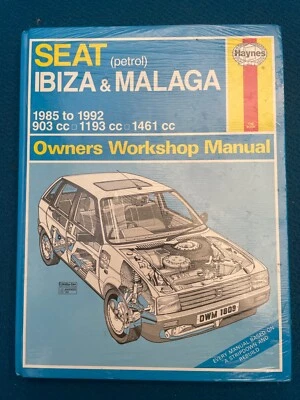 SEAT (petrol)
Haynes
IBIZA & MALAGA
1985 to 1992
903 cc □ 1193 cc □ 1461 cc
Owners Workshop Manual
OWM 1609
EVERY MANUAL BASED ON
A STRIPDOWN AND
REBUILD